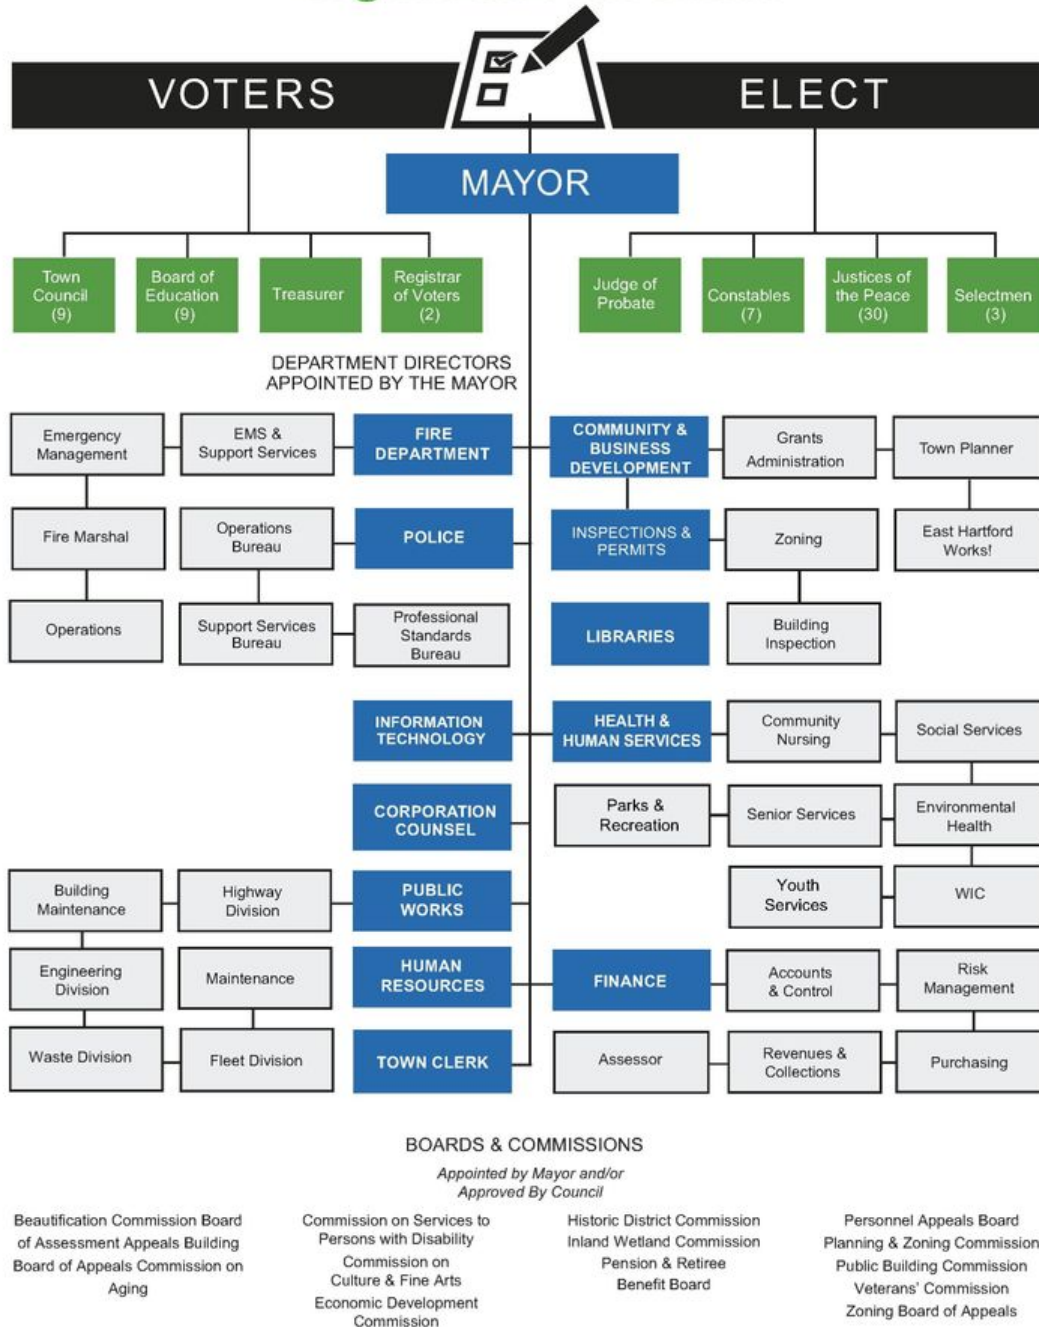 VOTERS
ELECT
MAYOR
Town
Council
(9)
Board of
Education
(9)
Treasurer
Registrar
of Voters
(2)
Judge of
Probate
Constables
(7)
Justices of
the Peace
(30)
Selectmen
(3)
DEPARTMENT DIRECTORS
APPOINTED BY THE MAYOR
Emergency
Management
EMS &
Support Services
FIRE
DEPARTMENT
COMMUNITY &
BUSINESS
DEVELOPMENT
Grants
Administration
Town Planner
Fire Marshal
Operations
Bureau
POLICE
INSPECTIONS &
PERMITS
Zoning
East Hartford
Works!
Operations
Support Services
Bureau
Professional
Standards
Bureau
LIBRARIES
Building
Inspection
INFORMATION
TECHNOLOGY
HEALTH &
HUMAN SERVICES
Community
Nursing
Social Services
CORPORATION
COUNSEL
Parks &
Recreation
Senior Services
Environmental
Health
Building
Maintenance
Highway
Division
PUBLIC
WORKS
Youth
Services
WIC
Engineering
Division
Maintenance
HUMAN
RESOURCES
FINANCE
Accounts
& Control
Risk
Management
Waste Division
Fleet Division
TOWN CLERK
Assessor
Revenues &
Collections
Purchasing
BOARDS & COMMISSIONS
Appointed by Mayor and/or
Approved By Council
Beautification Commission Board
of Assessment Appeals Building
Board of Appeals Commission on
Aging
Commission on Services to
Persons with Disability
Commission on
Culture & Fine Arts
Economic Development
Commission
Historic District Commission
Inland Wetland Commission
Pension & Retiree
Benefit Board
Personnel Appeals Board
Planning & Zoning Commission
Public Building Commission
Veterans' Commission
Zoning Board of Appeals